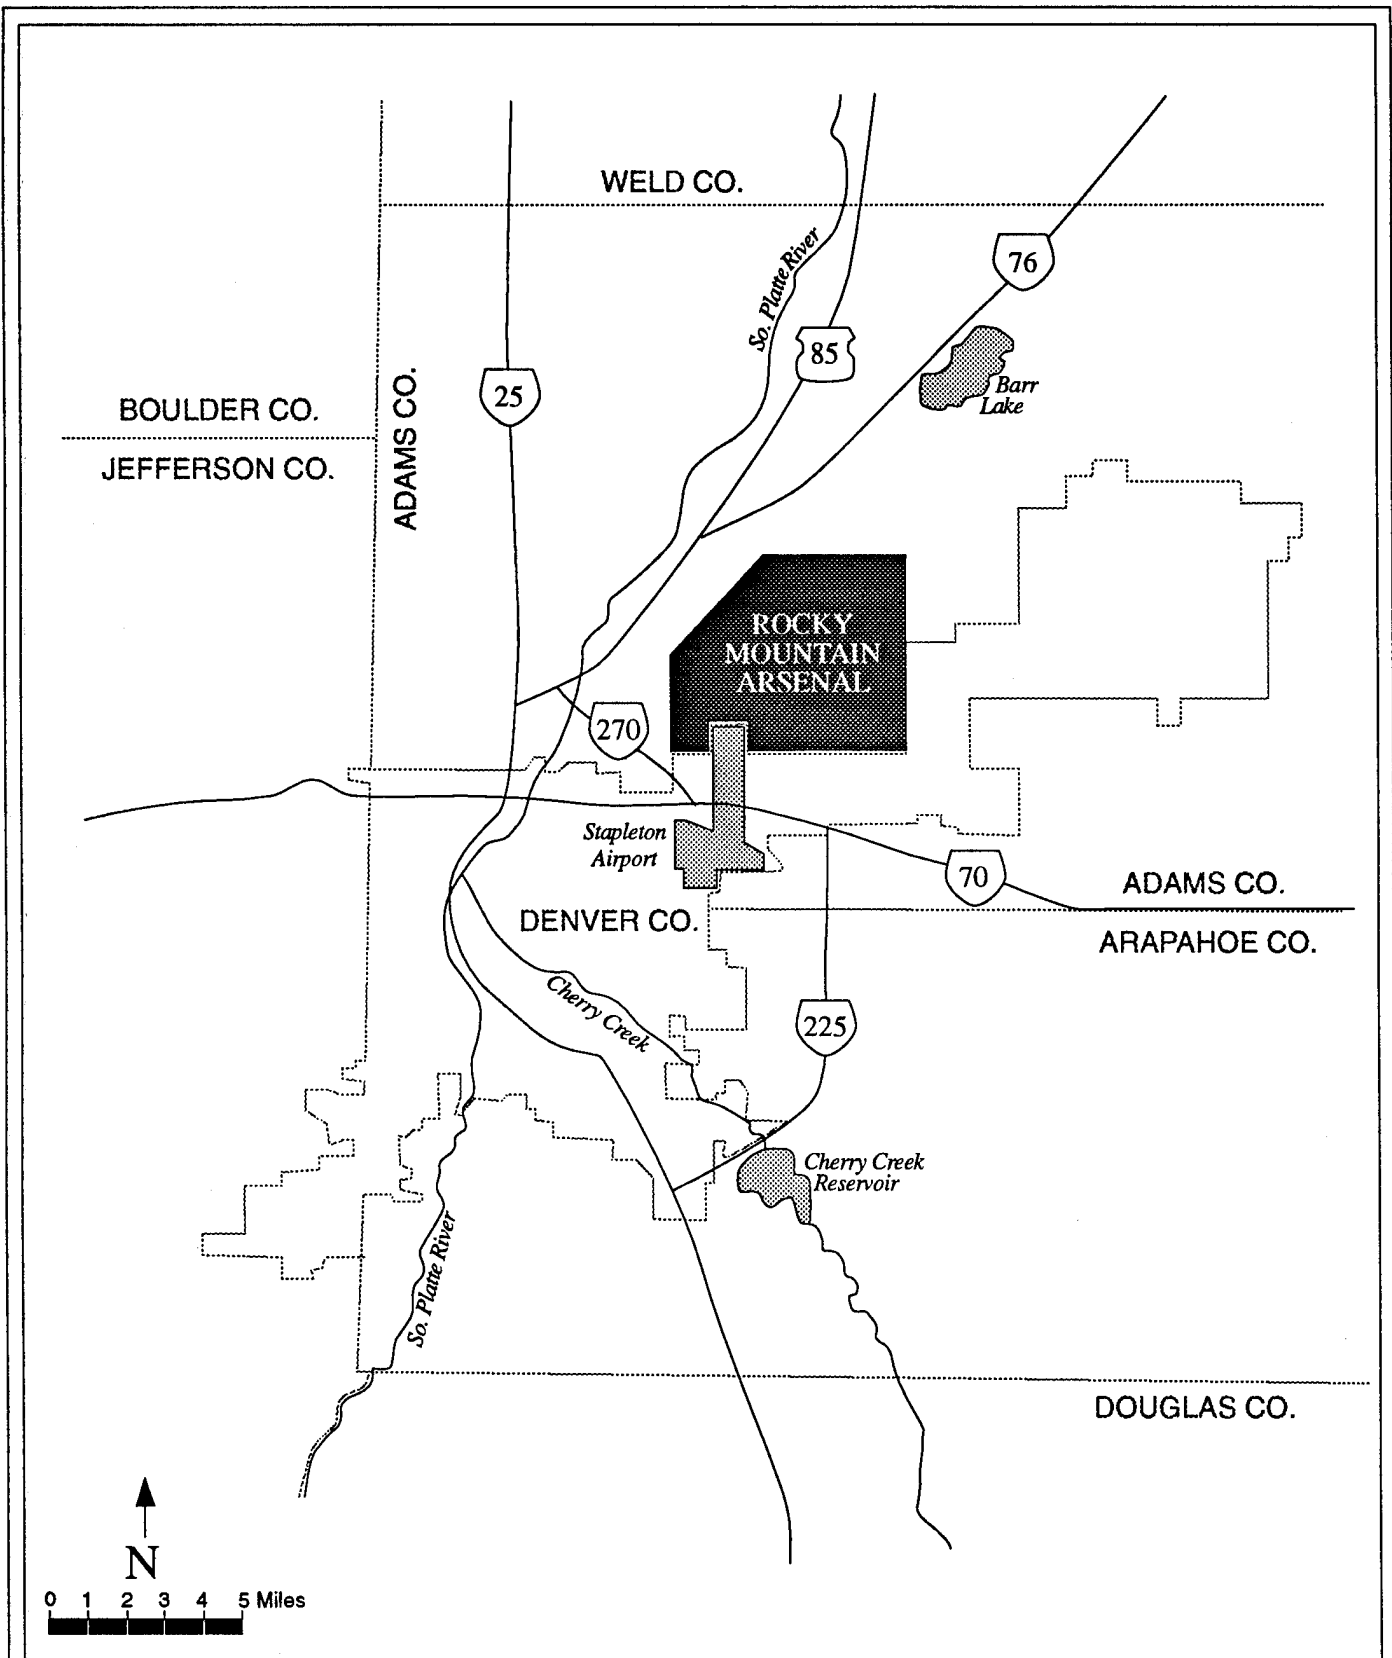 WELD CO.
So. Platte River
76
85
25
Barr
Lake
ADAMS CO.
BOULDER CO.
JEFFERSON CO.
ROCKY
MOUNTAIN
ARSENAL
270
Stapleton
Airport
70
ADAMS CO.
DENVER CO.
ARAPAHOE CO.
Cherry Creek
225
Cherry Creek
Reservoir
So. Platte River
DOUGLAS CO.
N
0 1 2 3 4 5 Miles